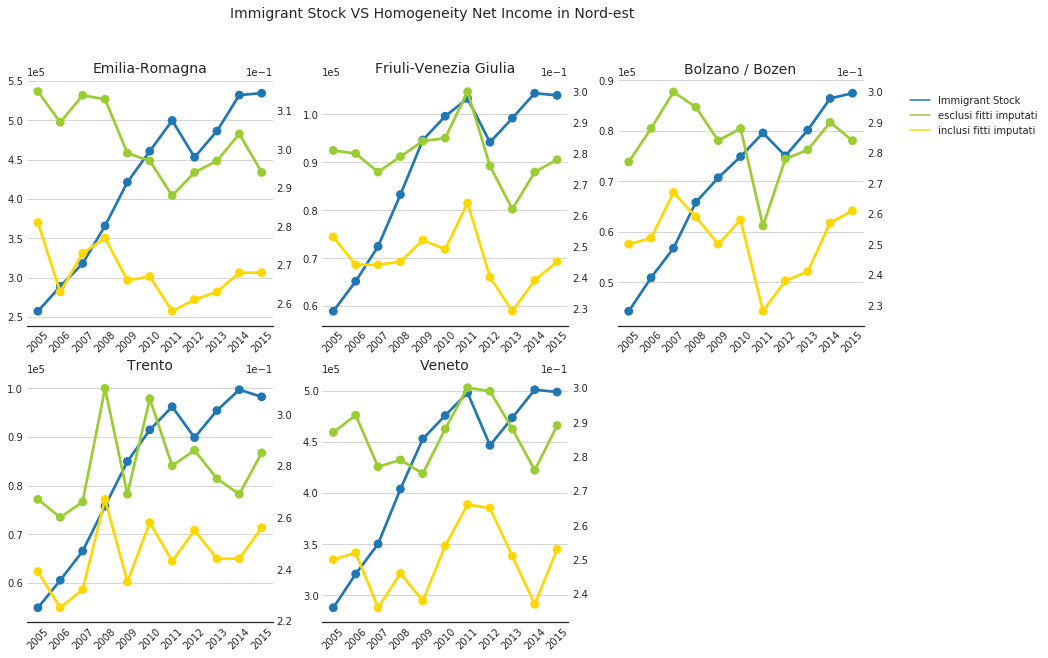 Immigrant Stock VS Homogeneity Net Income in Nord-est
Emilia-Romagna
1e5
1e−1
5.5
5.0
4.5
4.0
3.5
3.0
2.5
3.1
3.0
2.9
2.8
2.7
2.6
2005 2006 2007 2008 2009 2010 2011 2012 2013 2014 2015
Friuli-Venezia Giulia
1e5
1e−1
1.0
0.9
0.8
0.7
0.6
3.0
2.9
2.8
2.7
2.6
2.5
2.4
2.3
2005 2006 2007 2008 2009 2010 2011 2012 2013 2014 2015
Bolzano / Bozen
1e5
1e−1
0.9
0.8
0.7
0.6
0.5
3.0
2.9
2.8
2.7
2.6
2.5
2.4
2.3
2005 2006 2007 2008 2009 2010 2011 2012 2013 2014 2015
Immigrant Stock
esclusi fitti imputati
inclusi fitti imputati
Trento
1e5
1e−1
1.0
0.9
0.8
0.7
0.6
3.0
2.8
2.6
2.4
2.2
2005 2006 2007 2008 2009 2010 2011 2012 2013 2014 2015
Veneto
1e5
1e−1
5.0
4.5
4.0
3.5
3.0
3.0
2.9
2.8
2.7
2.6
2.5
2.4
2005 2006 2007 2008 2009 2010 2011 2012 2013 2014 2015